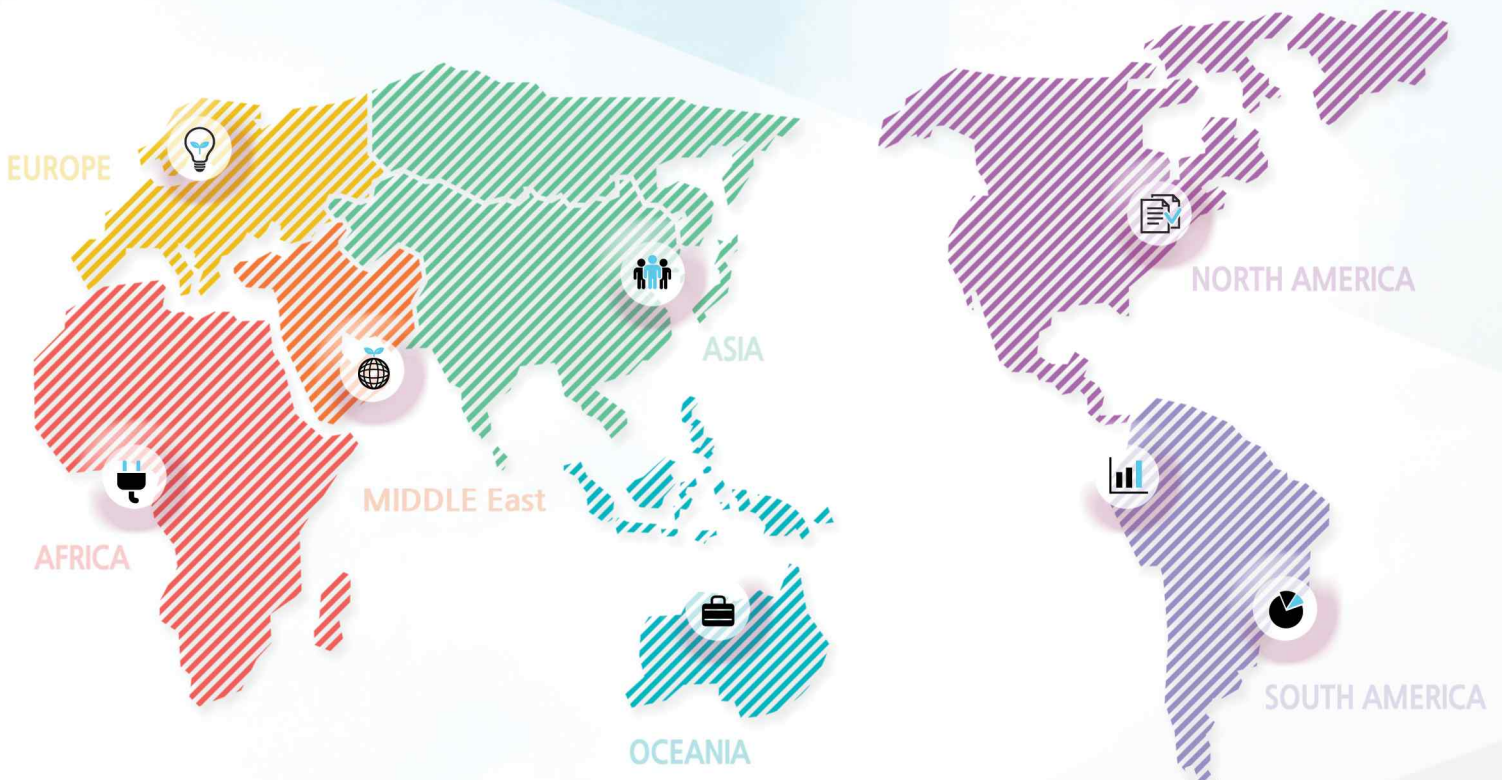 EUROPE
NORTH AMERICA
ASIA
MIDDLE East
AFRICA
SOUTH AMERICA
OCEANIA